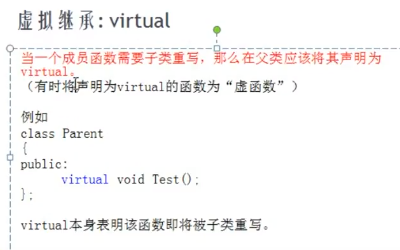 虚拟继承:virtual
当一个成员函数需要子类重写，那么在父类应该将其声明为
virtual。
（有时将声明为virtual的函数为“虚函数”）
例如
class Parent
{
public:
virtual void Test();
};
virtual本身表明该函数即将被子类重写。